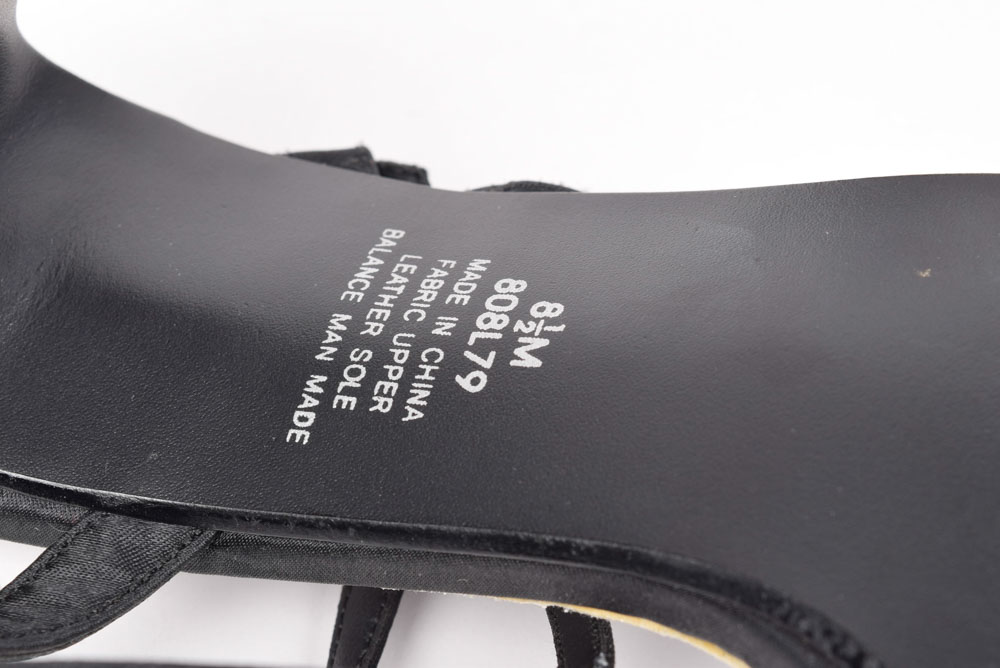 8½M
808L79
MADE IN CHINA
FABRIC UPPER
LEATHER SOLE
BALANCE MAN MADE